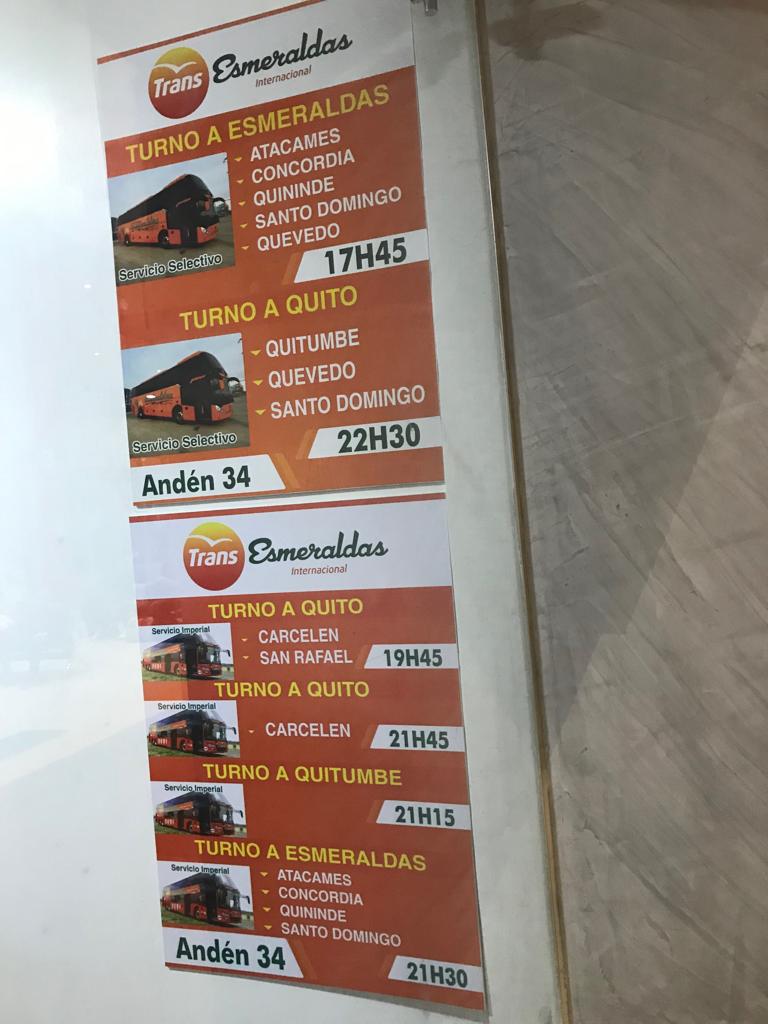 Trans Esmeraldas
Internacional
TURNO A ESMERALDAS
ATACAMES
CONCORDIA
QUININDE
SANTO DOMINGO
QUEVEDO
Servicio Selectivo
17H45
TURNO A QUITO
QUITUMBE
QUEVEDO
SANTO DOMINGO
Servicio Selectivo
22H30
Andén 34
Trans Esmeraldas
Internacional
TURNO A QUITO
Servicio Imperial
CARCELEN
SAN RAFAEL
19H45
TURNO A QUITO
Servicio Imperial
CARCELEN
21H45
TURNO A QUITUMBE
Servicio Imperial
21H15
TURNO A ESMERALDAS
Servicio Imperial
ATACAMES
CONCORDIA
QUININDE
SANTO DOMINGO
Andén 34
21H30